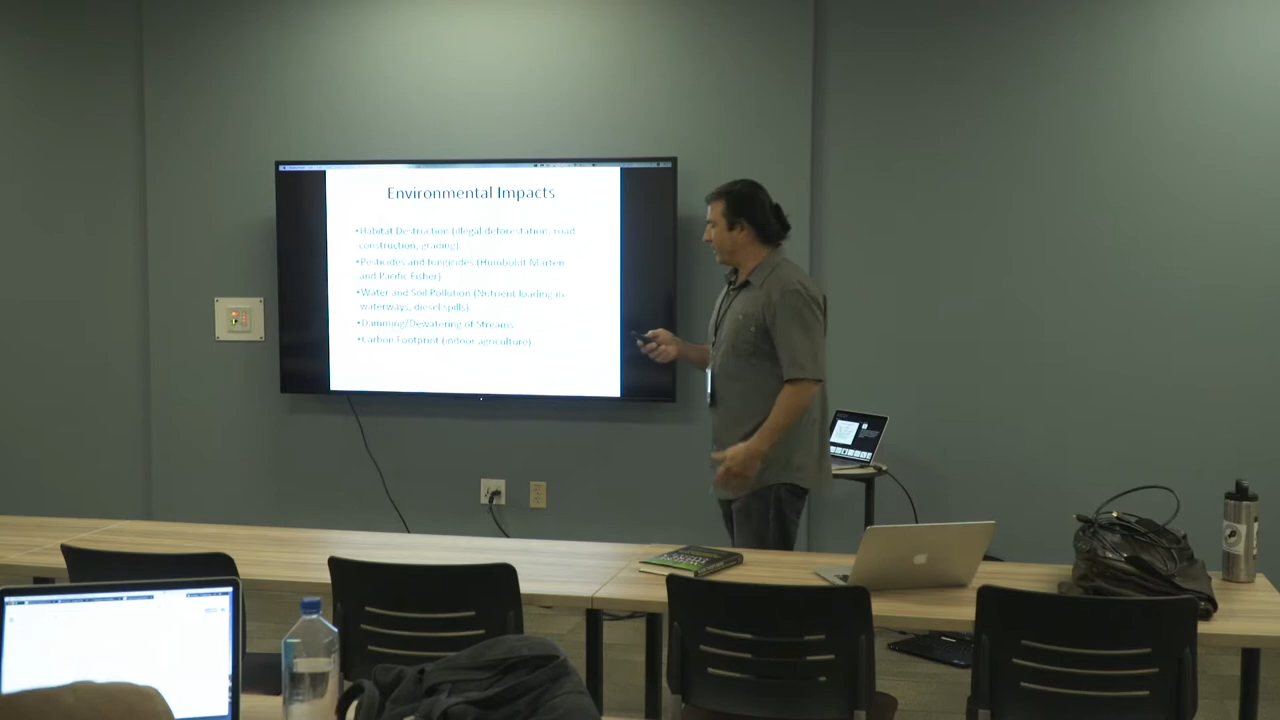 Environmental Impacts
•Habitat Destruction (illegal deforestation, road
construction, grading)
•Pesticides and fungicides (Humboldt Marten
and Pacific Fisher)
•Water and Soil Pollution (Nutrient loading in
waterways, diesel spills)
•Damming/Dewatering of Streams
•Carbon Footprint (indoor agriculture)